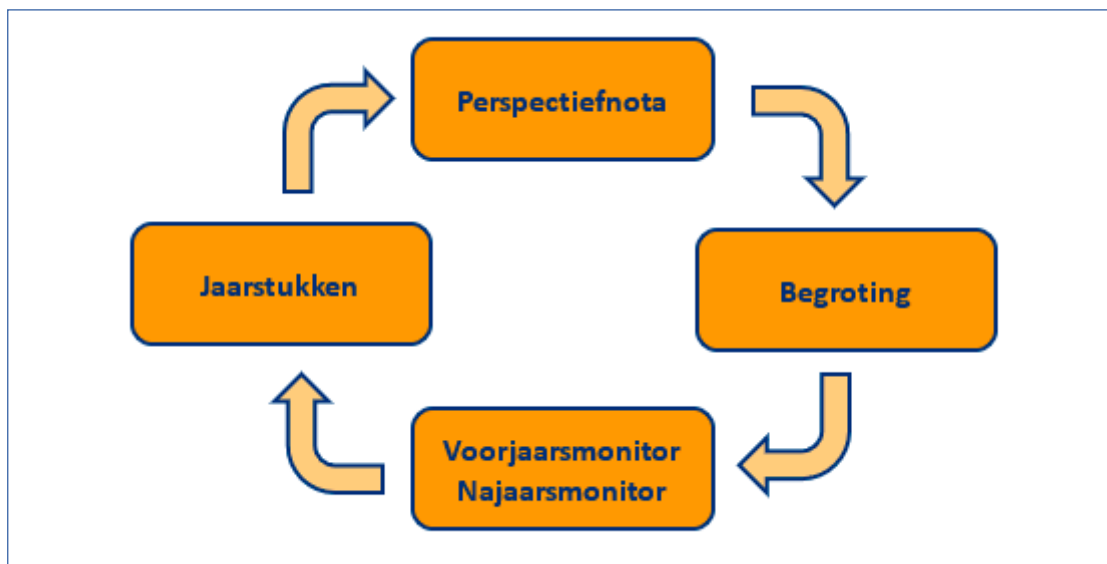 Perspectiefnota
Jaarstukken
Begroting
Voorjaarsmonitor
Najaarsmonitor